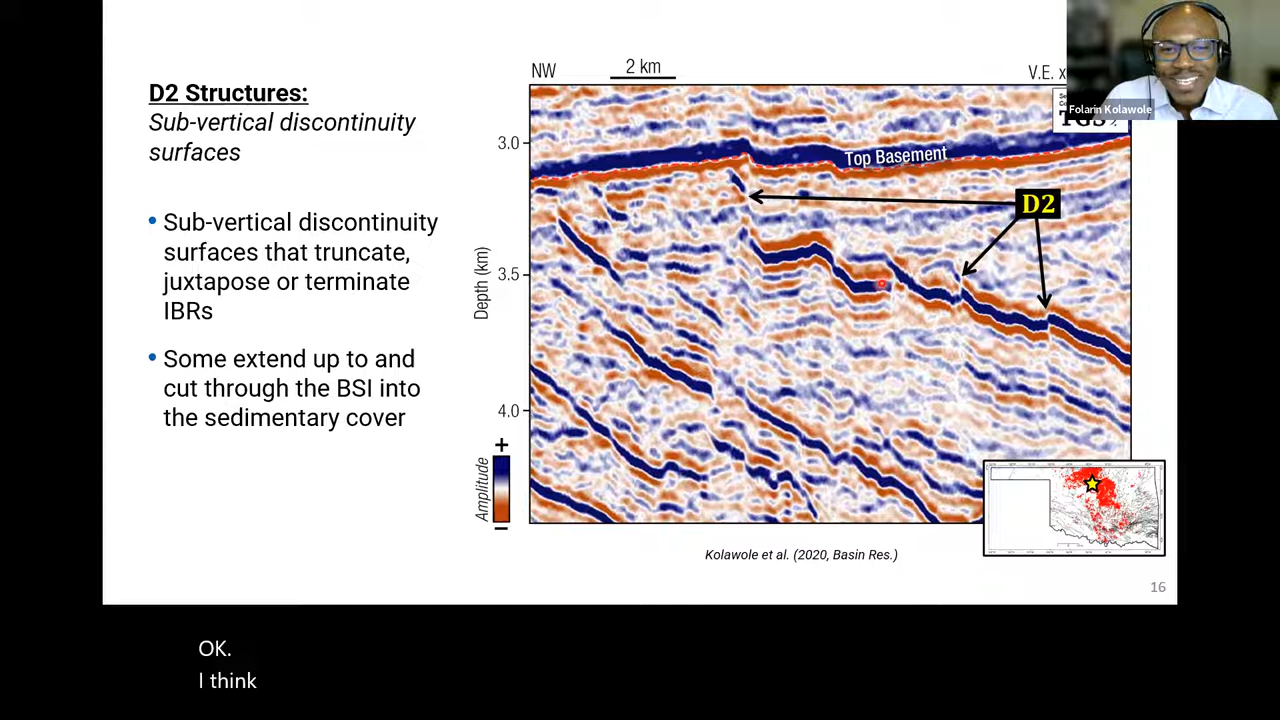 D2 Structures:
Sub-vertical discontinuity
surfaces
• Sub-vertical discontinuity
surfaces that truncate,
juxtapose or terminate
IBRs
• Some extend up to and
cut through the BSI into
the sedimentary cover
NW
2 km
V.E. x
Folarin Kolawole
TGS
3.0
Top Basement
D2
3.5
Depth (km)
4.0
+
Amplitude
−
Kolawole et al. (2020, Basin Res.)
16
OK.
I think